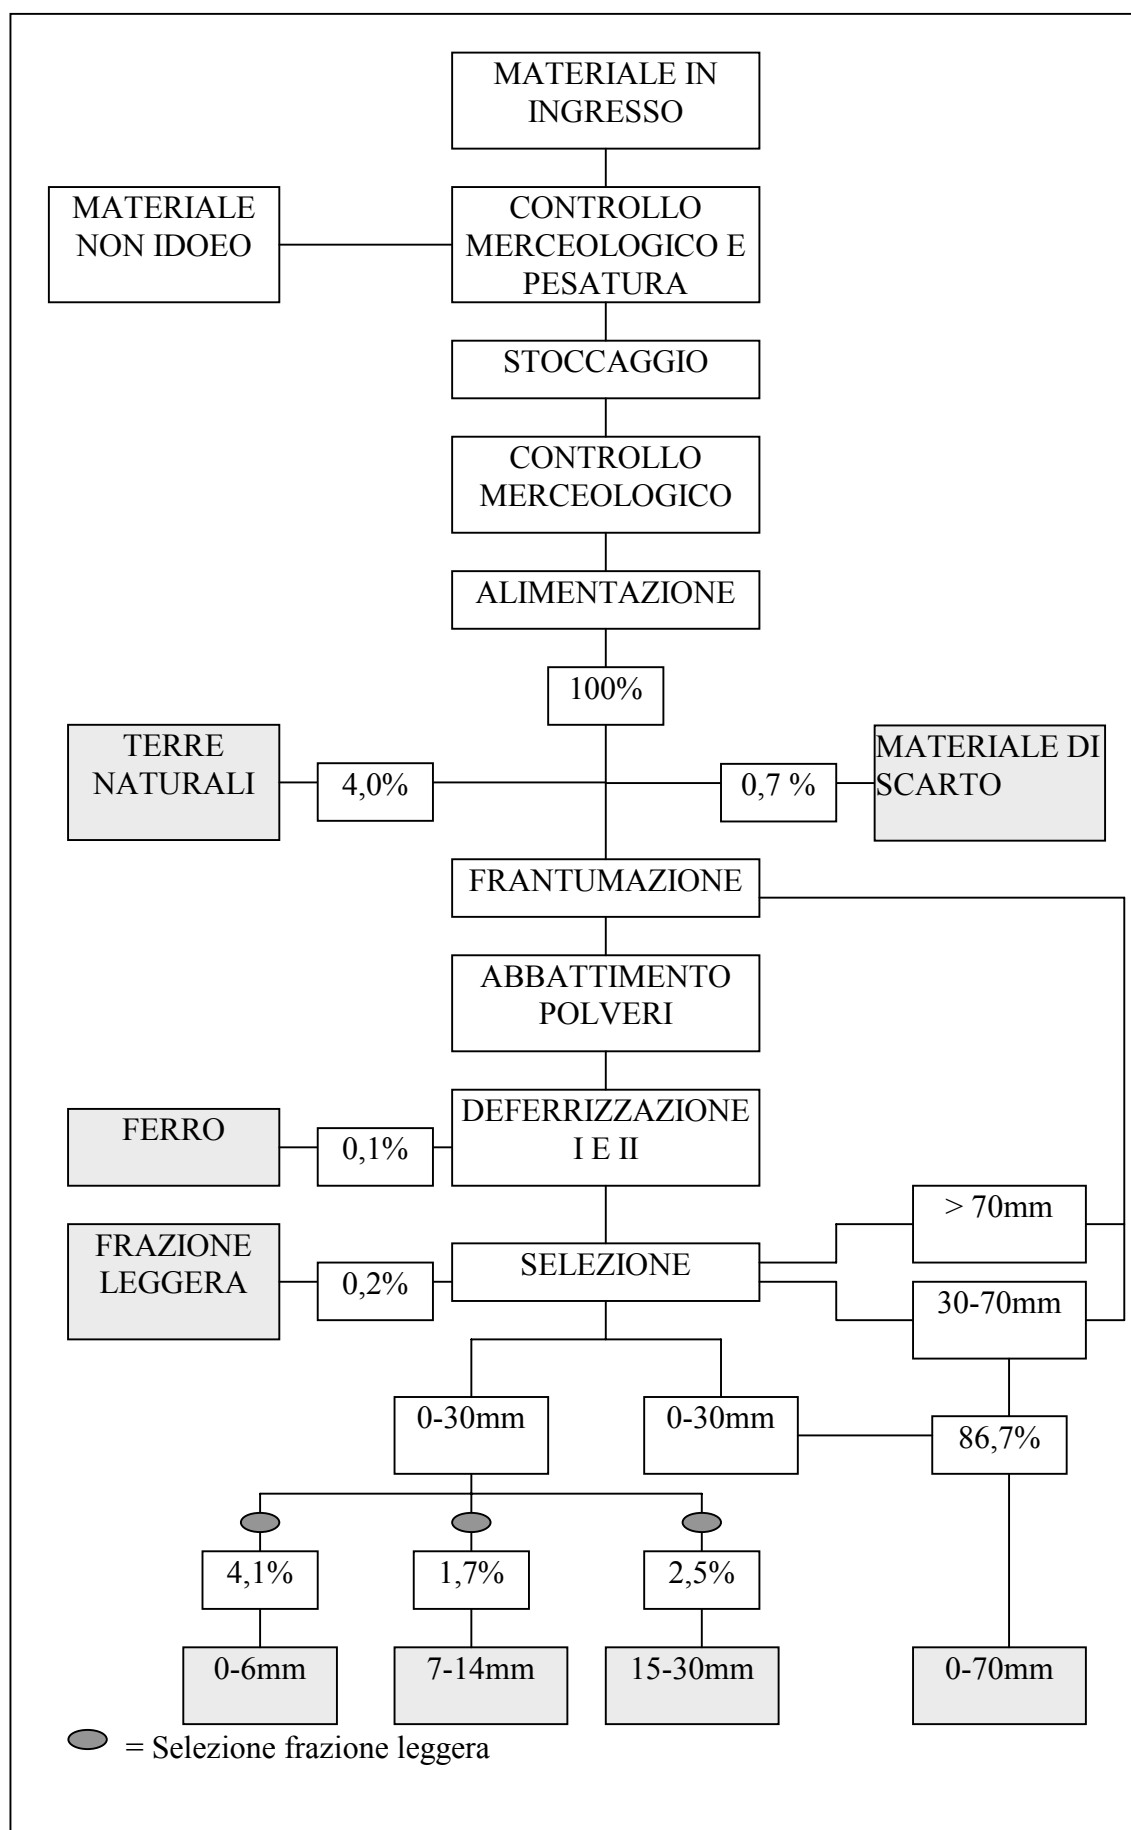 MATERIALE IN
INGRESSO
MATERIALE
NON IDOEO
CONTROLLO
MERCEOLOGICO E
PESATURA
STOCCAGGIO
CONTROLLO
MERCEOLOGICO
ALIMENTAZIONE
100%
TERRE
NATURALI
4,0%
0,7 %
MATERIALE DI
SCARTO
FRANTUMAZIONE
ABBATTIMENTO
POLVERI
FERRO
0,1%
DEFERRIZZAZIONE
I E II
> 70mm
FRAZIONE
LEGGERA
0,2%
SELEZIONE
30-70mm
0-30mm
0-30mm
86,7%
4,1%
1,7%
2,5%
0-6mm
7-14mm
15-30mm
0-70mm
= Selezione frazione leggera